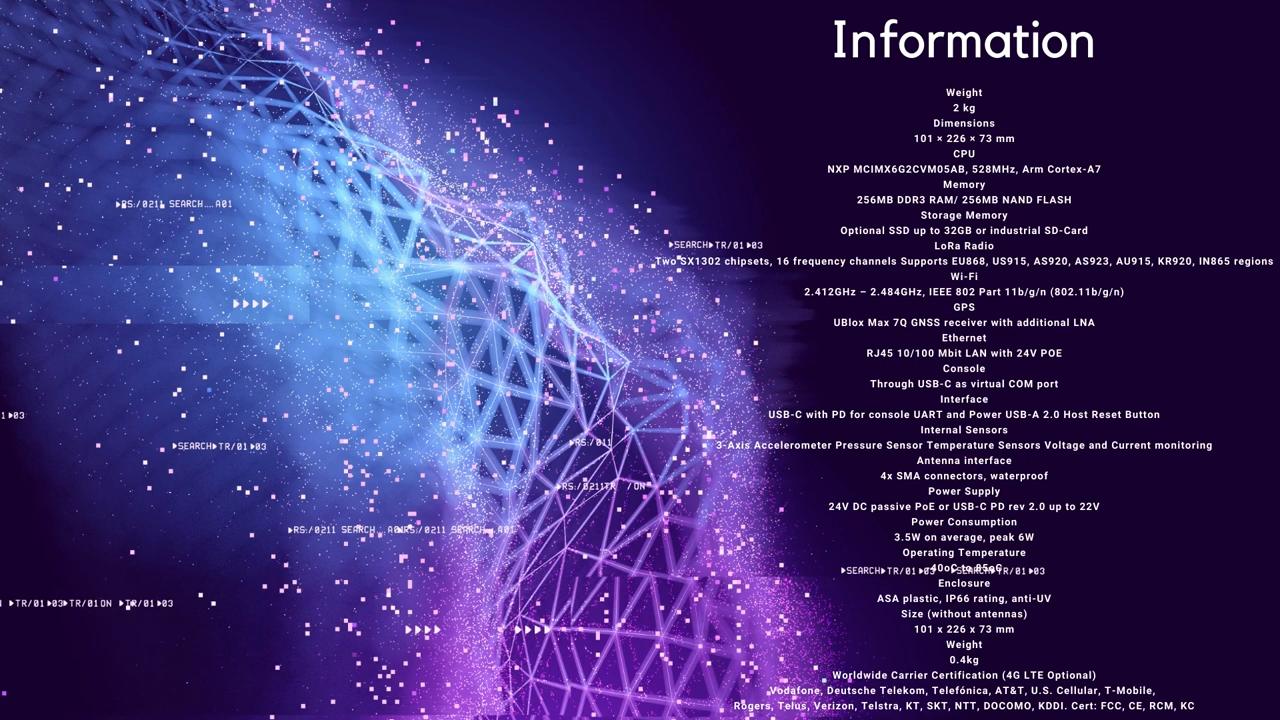 Information
Weight
2 kg
Dimensions
101 × 226 × 73 mm
CPU
NXP MCIMX6G2CVM05AB, 528MHz, Arm Cortex-A7
Memory
256MB DDR3 RAM/ 256MB NAND FLASH
Storage Memory
Optional SSD up to 32GB or industrial SD-Card
LoRa Radio
Two SX1302 chipsets, 16 frequency channels Supports EU868, US915, AS920, AS923, AU915, KR920, IN865 regions
Wi-Fi
2.412GHz – 2.484GHz, IEEE 802 Part 11b/g/n (802.11b/g/n)
GPS
UBlox Max 7Q GNSS receiver with additional LNA
Ethernet
RJ45 10/100 Mbit LAN with 24V POE
Console
Through USB-C as virtual COM port
Interface
USB-C with PD for console UART and Power USB-A 2.0 Host Reset Button
Internal Sensors
3-Axis Accelerometer Pressure Sensor Temperature Sensors Voltage and Current monitoring
Antenna interface
4x SMA connectors, waterproof
Power Supply
24V DC passive PoE or USB-C PD rev 2.0 up to 22V
Power Consumption
3.5W on average, peak 6W
Operating Temperature
Enclosure
ASA plastic, IP66 rating, anti-UV
Size (without antennas)
101 x 226 x 73 mm
Weight
0.4kg
Worldwide Carrier Certification (4G LTE Optional)
Vodafone, Deutsche Telekom, Telefónica, AT&T, U.S. Cellular, T-Mobile,
Rogers, Telus, Verizon, Telstra, KT, SKT, NTT, DOCOMO, KDDI. Cert: FCC, CE, RCM, KC
RS:/0211 SEARCH....A01
SEARCH TR/01 03
1 03
SEARCH TR/01 03
RS:/011
RS:/0211TR /ON
RS:/0211 SEARCH
SEARCH TR/01 03
TR/01 03 TR/01ON TR/01 03